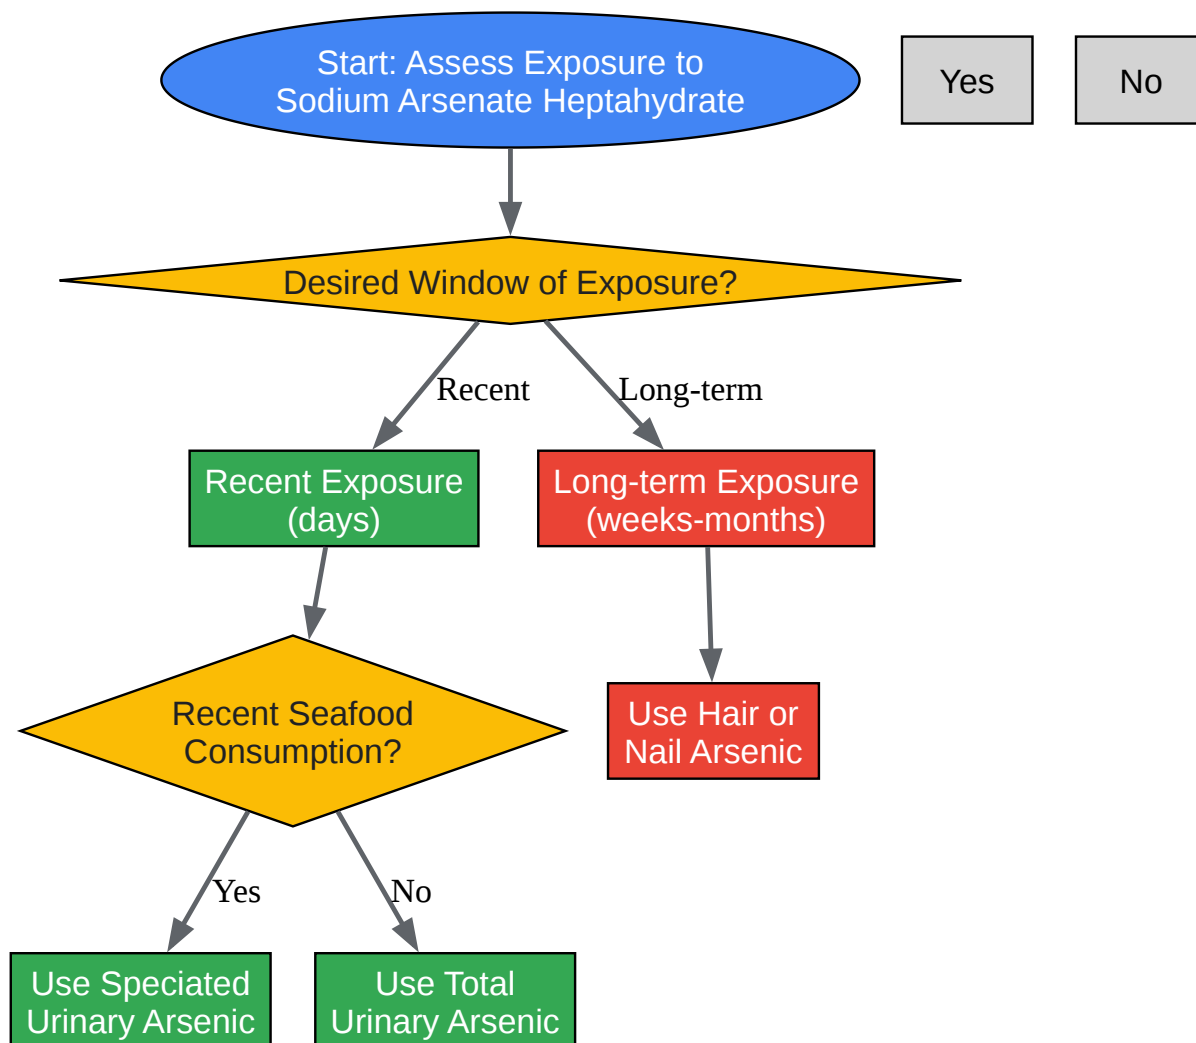 Start: Assess Exposure to
Sodium Arsenate Heptahydrate
Yes
No
Desired Window of Exposure?
Recent
Long-term
Recent Exposure
(days)
Long-term Exposure
(weeks-months)
Recent Seafood
Consumption?
Use Hair or
Nail Arsenic
Yes
No
Use Speciated
Urinary Arsenic
Use Total
Urinary Arsenic